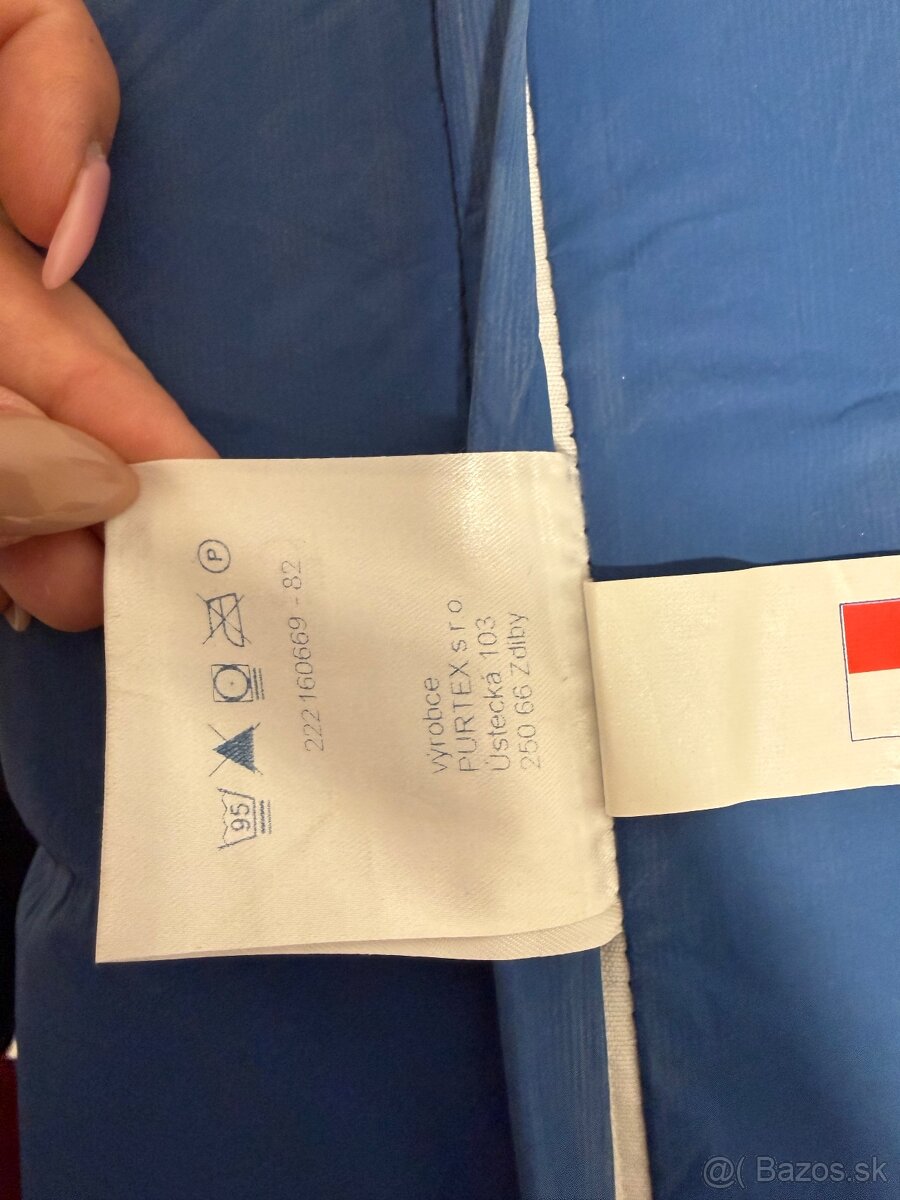 95
P
222 160669 - 82
výrobce
PURTEX s r o
Ústecká 103
250 66 Zdiby
@( Bazos.sk